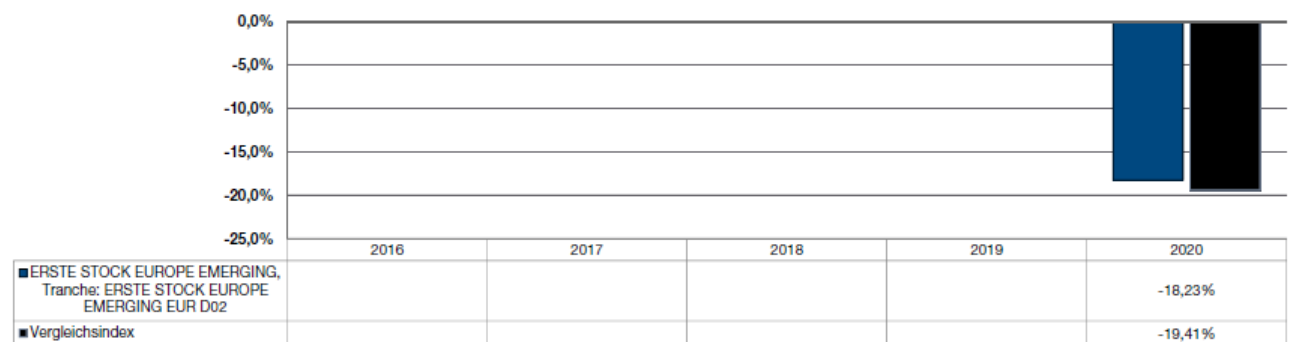 0,0%
-5,0%
-10,0%
-15,0%
-20,0%
-25,0%
2016 2017 2018 2019 2020
ERSTE STOCK EUROPE EMERGING,
Tranche: ERSTE STOCK EUROPE
EMERGING EUR D02
-18,23%
Vergleichsindex -19,41%